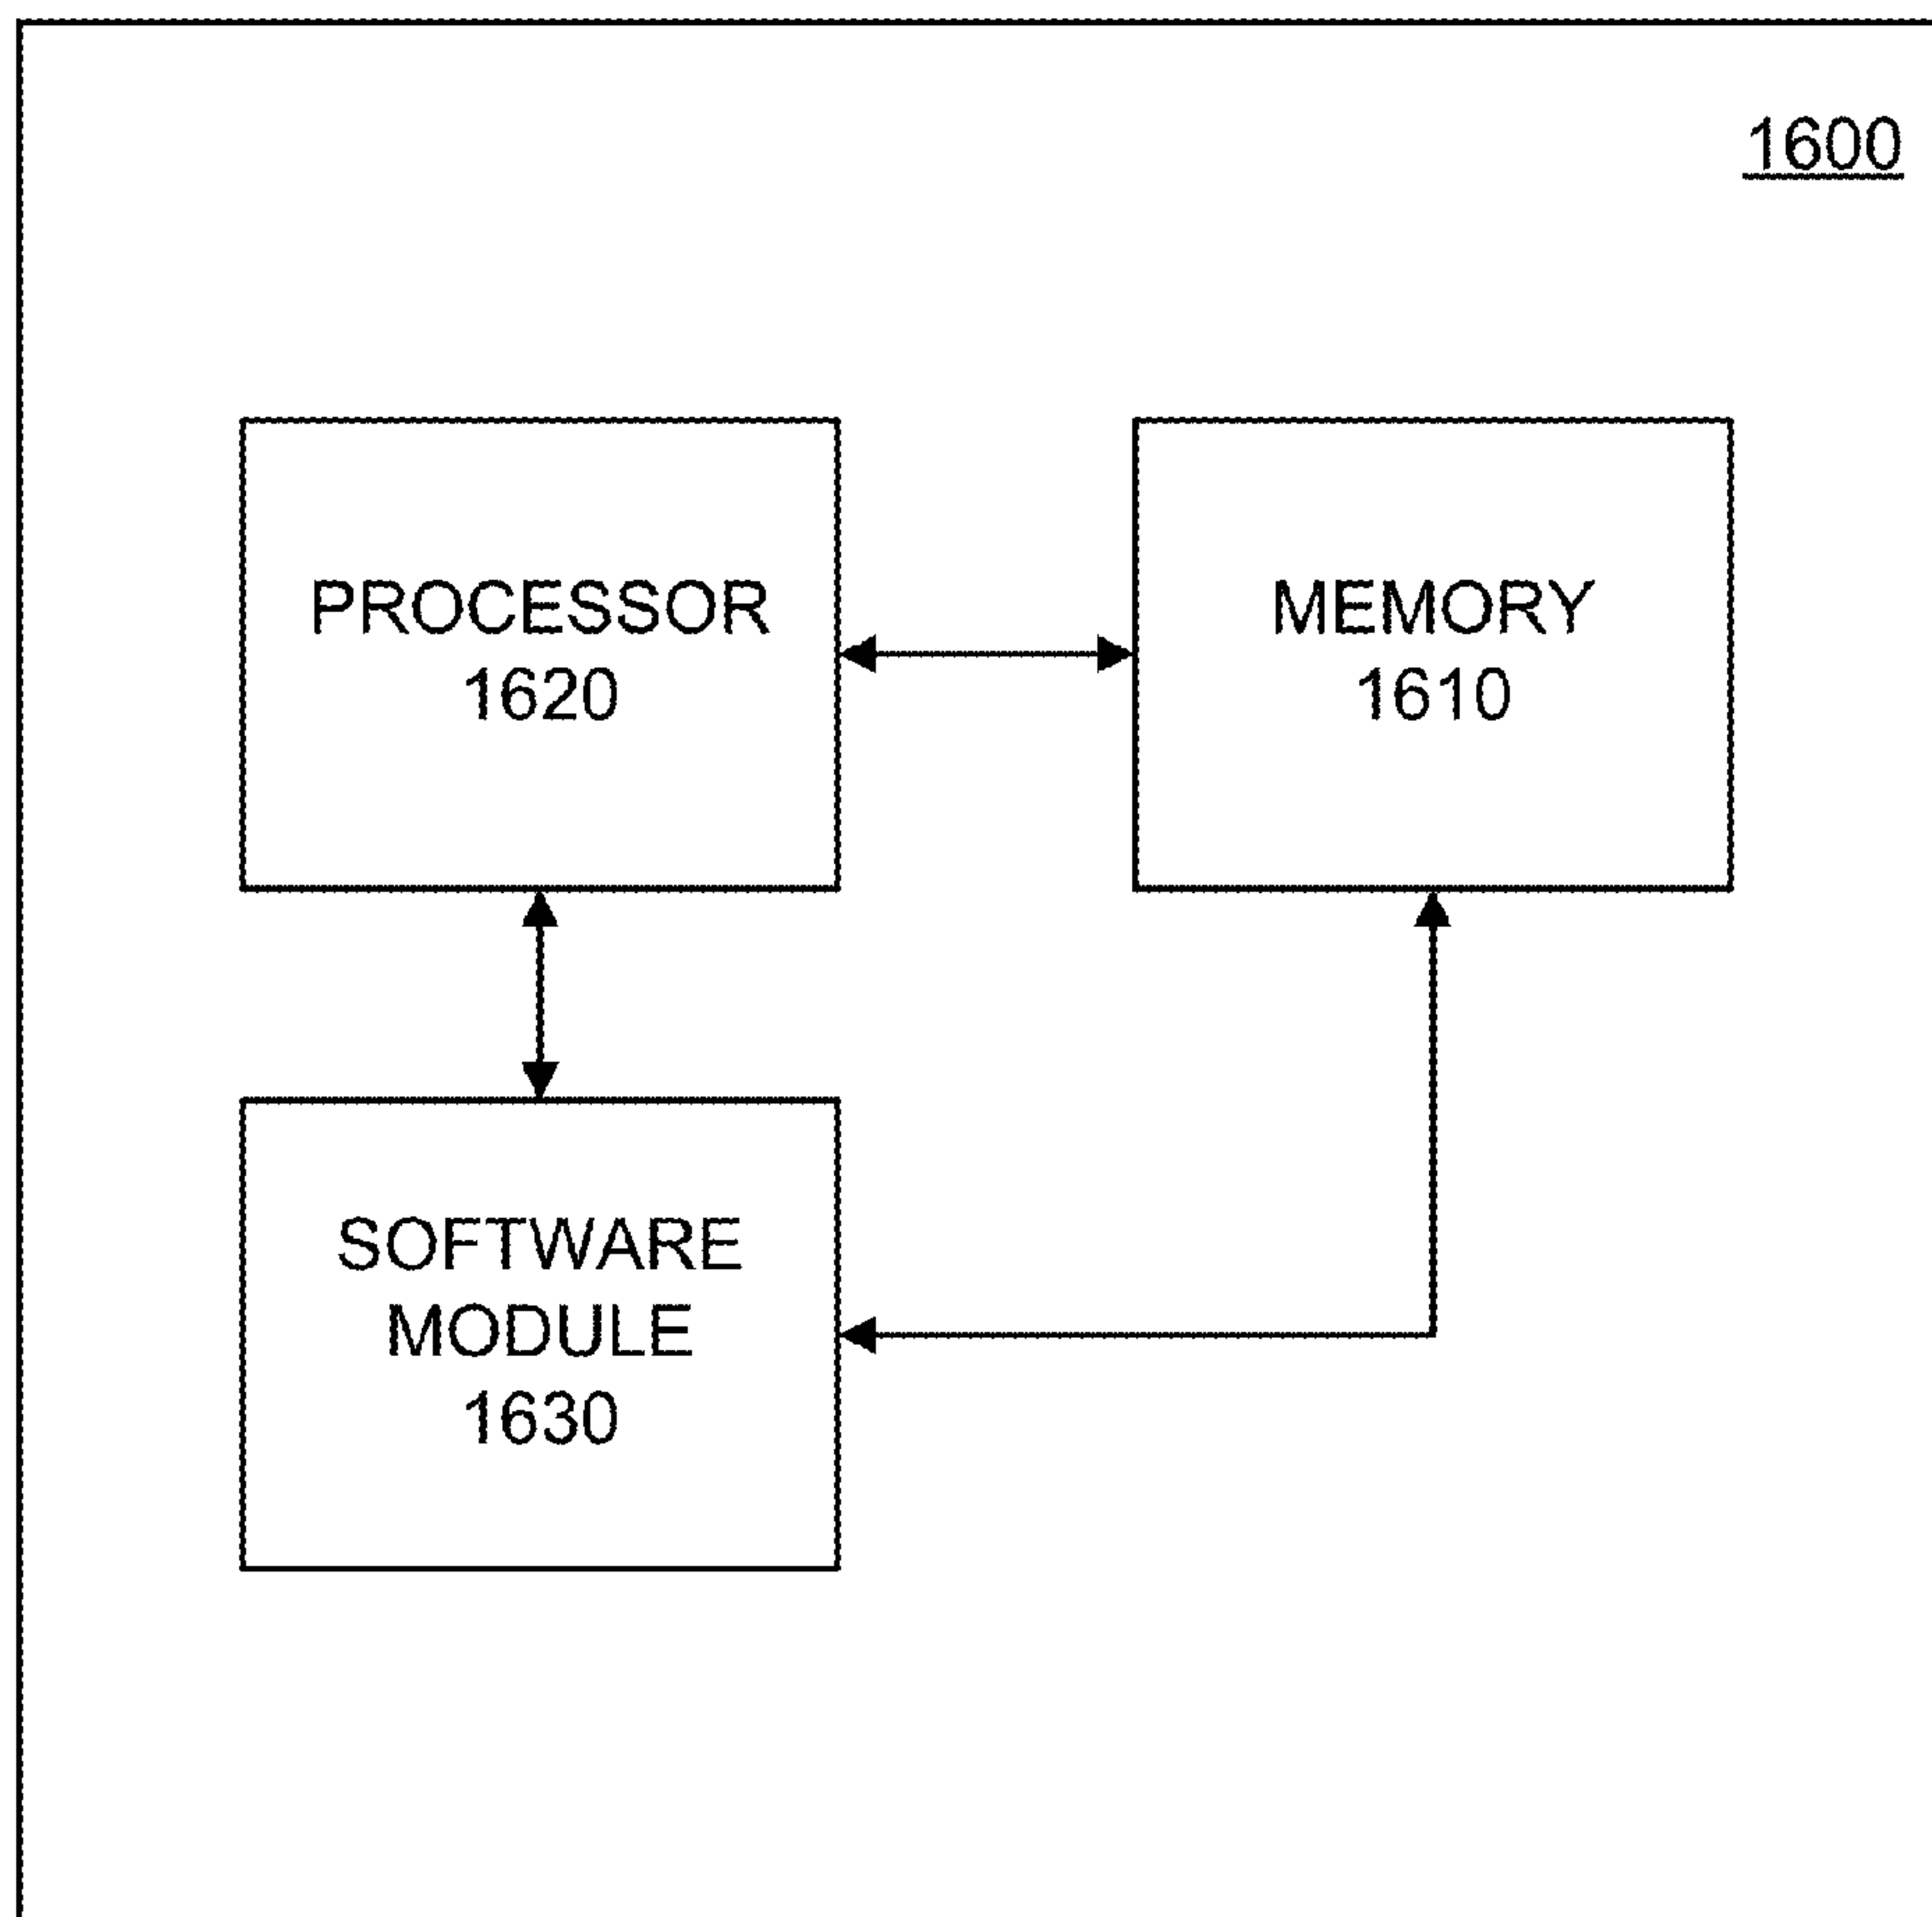 1600
PROCESSOR
1620
MEMORY
1610
SOFTWARE
MODULE
1630